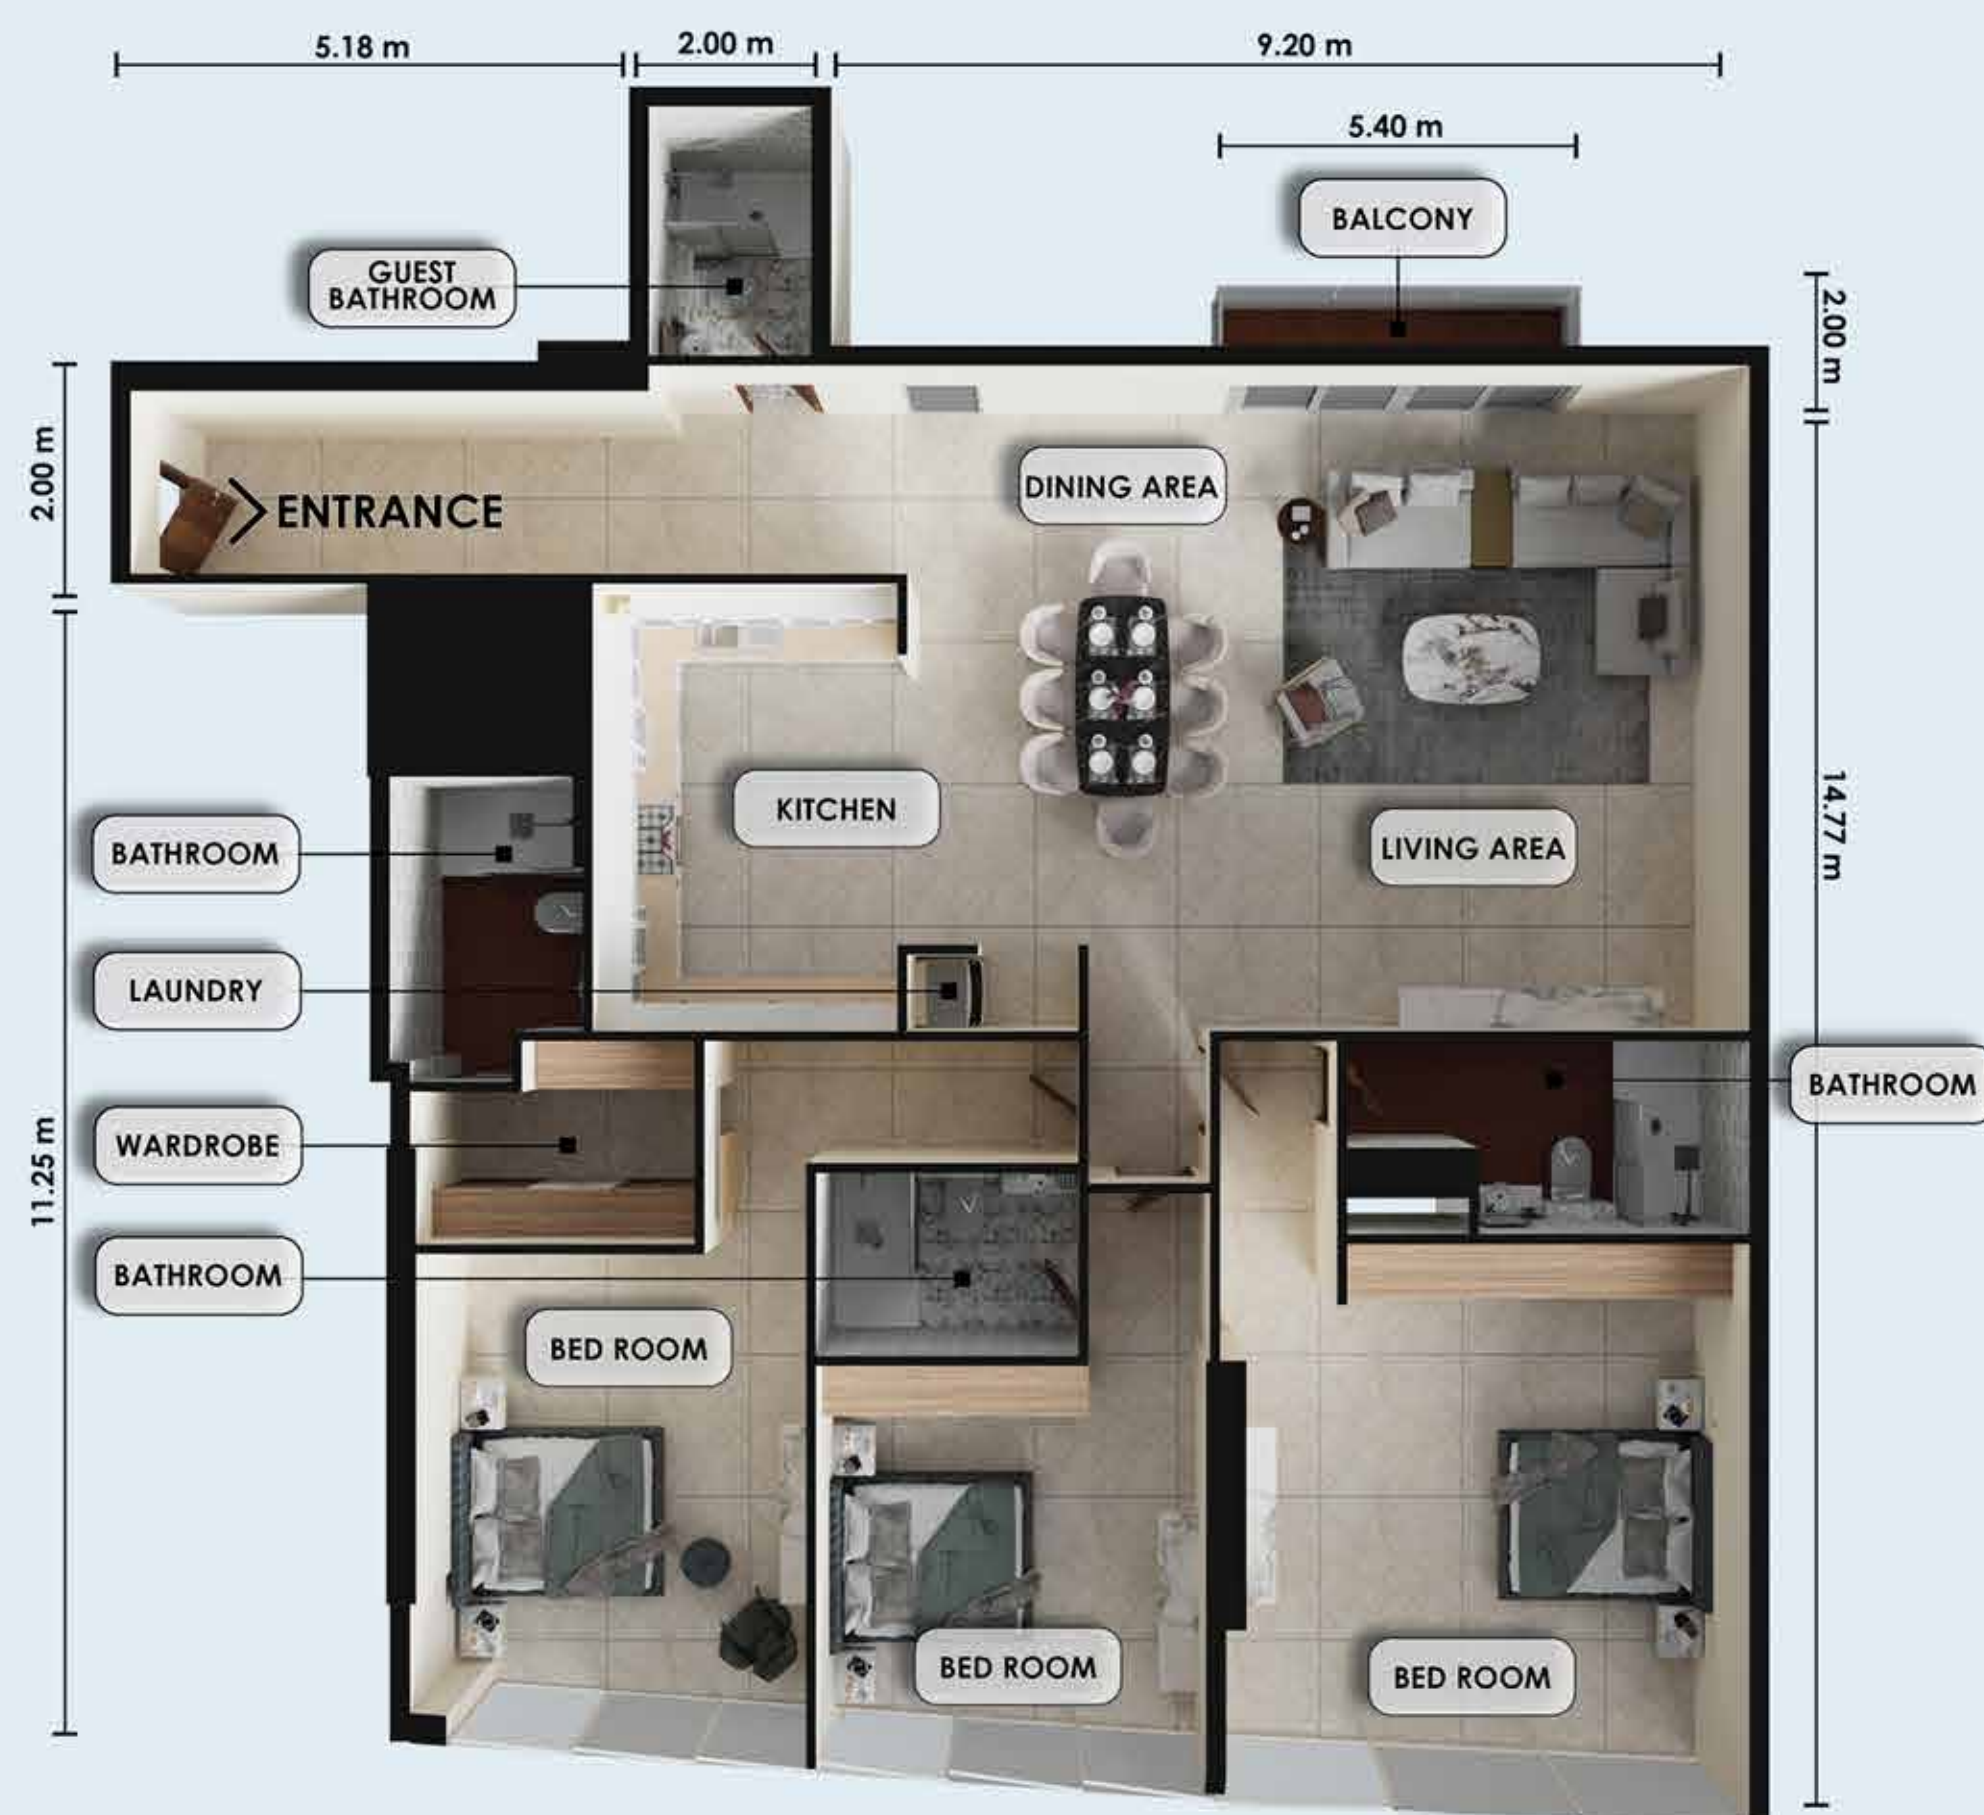 5.18 m
2.00 m
9.20 m
5.40 m
BALCONY
GUEST
BATHROOM
2.00 m
2.00 m
ENTRANCE
DINING AREA
KITCHEN
LIVING AREA
14.77 m
BATHROOM
LAUNDRY
BATHROOM
WARDROBE
11.25 m
BATHROOM
BED ROOM
BED ROOM
BED ROOM